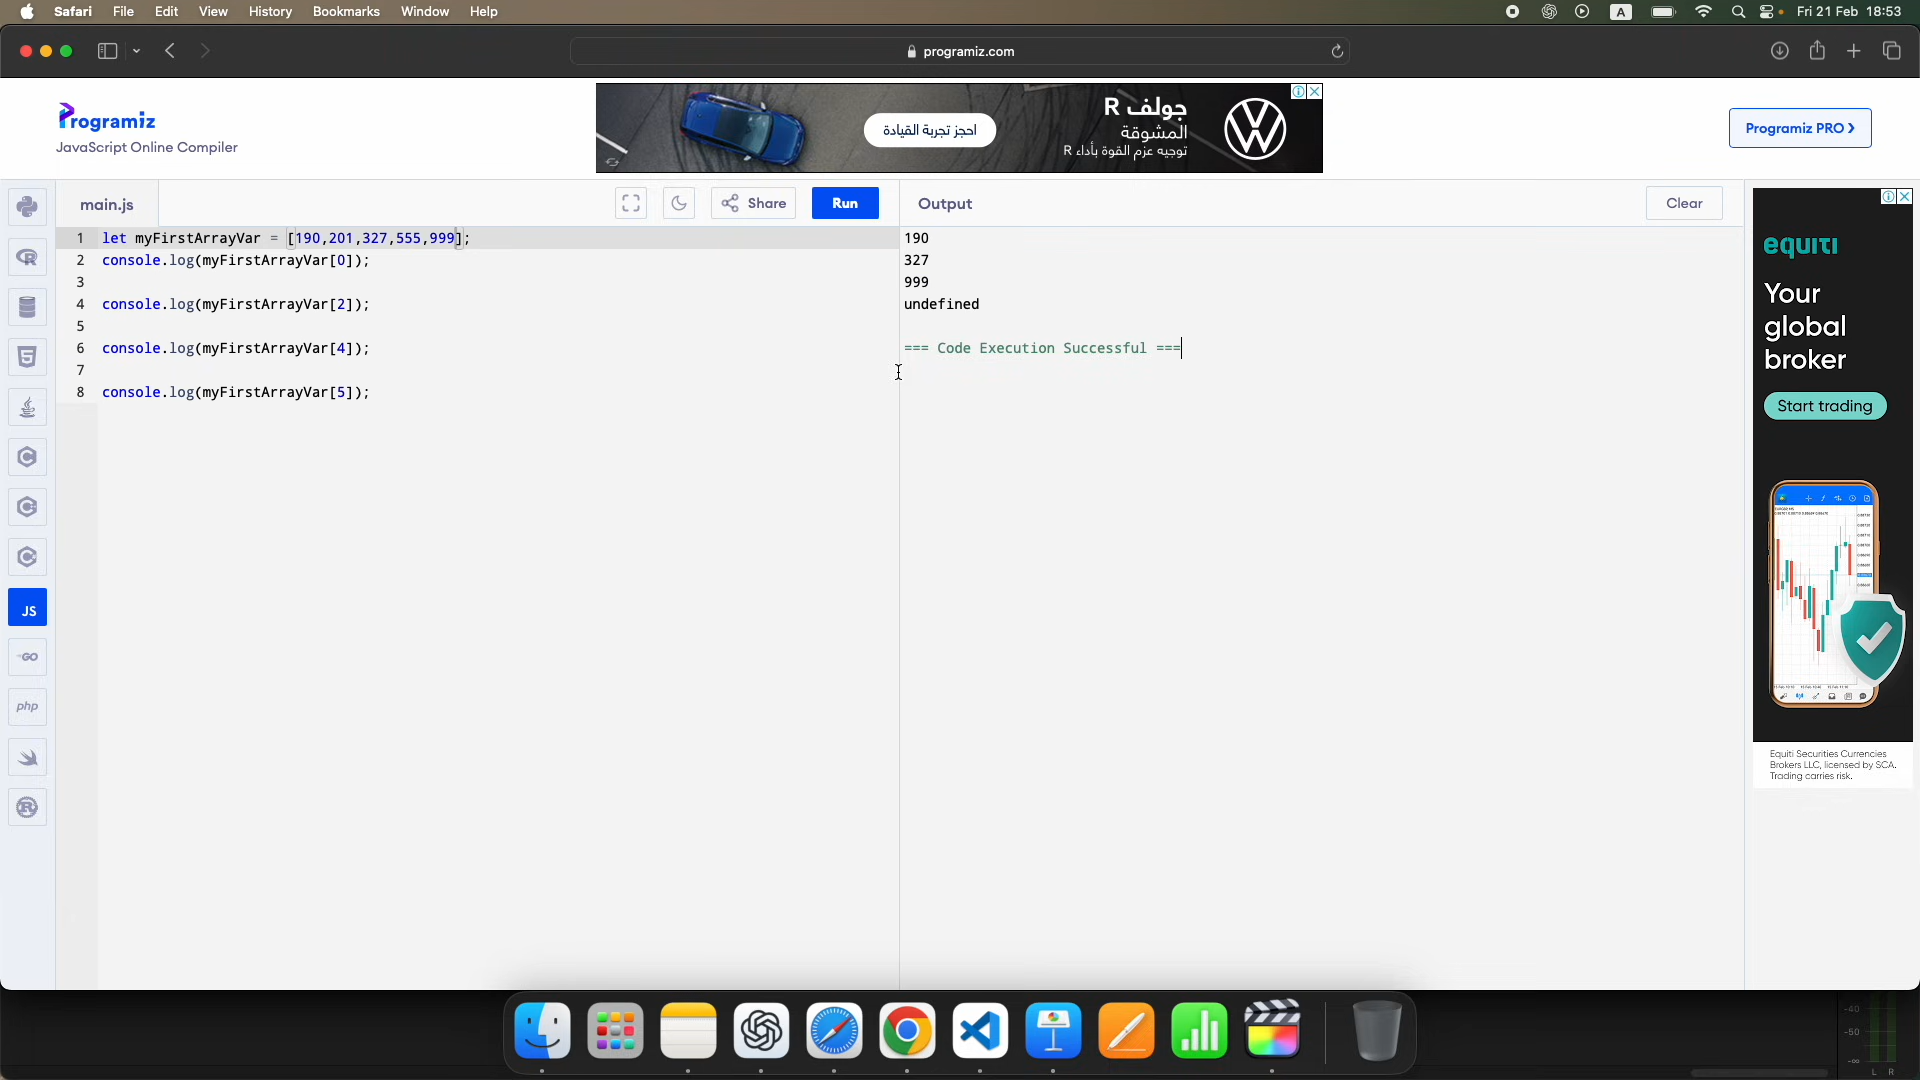 Safari File Edit View History Bookmarks Window Help
A Fri 21 Feb 18:53
programiz.com
Programiz
JavaScript Online Compiler
جولف R
المشوقة
توجيه عزم القوة بأداء R
احجز تجربة القيادة
Programiz PRO ❯
main.js
Share
Run
Output
Clear
1 let myFirstArrayVar = [190,201,327,555,999];
2 console.log(myFirstArrayVar[0]);
3
4 console.log(myFirstArrayVar[2]);
5
6 console.log(myFirstArrayVar[4]);
7
8 console.log(myFirstArrayVar[5]);
190
327
999
undefined
=== Code Execution Successful ===
JS
GO
php
equiti
Your
global
broker
Start trading
Equiti Securities Currencies
Brokers LLC, licensed by SCA.
Trading carries risk.
-40
-50
-∞
L R